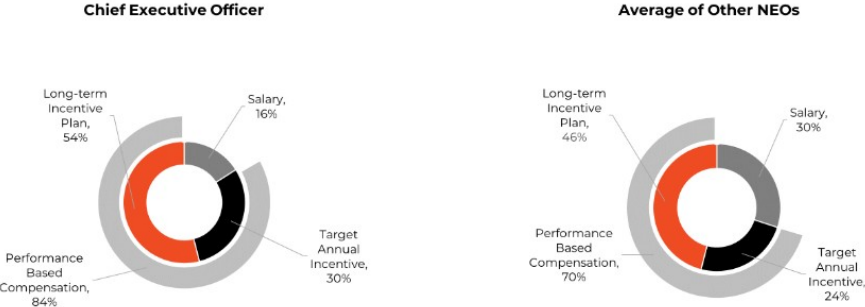 Chief Executive Officer
Long-term
Incentive
Plan,
54%
Salary,
16%
Target
Annual
Incentive,
30%
Performance
Based
Compensation,
84%
Average of Other NEOs
Long-term
Incentive
Plan,
46%
Salary,
30%
Performance
Based
Compensation,
70%
Target
Annual
Incentive,
24%